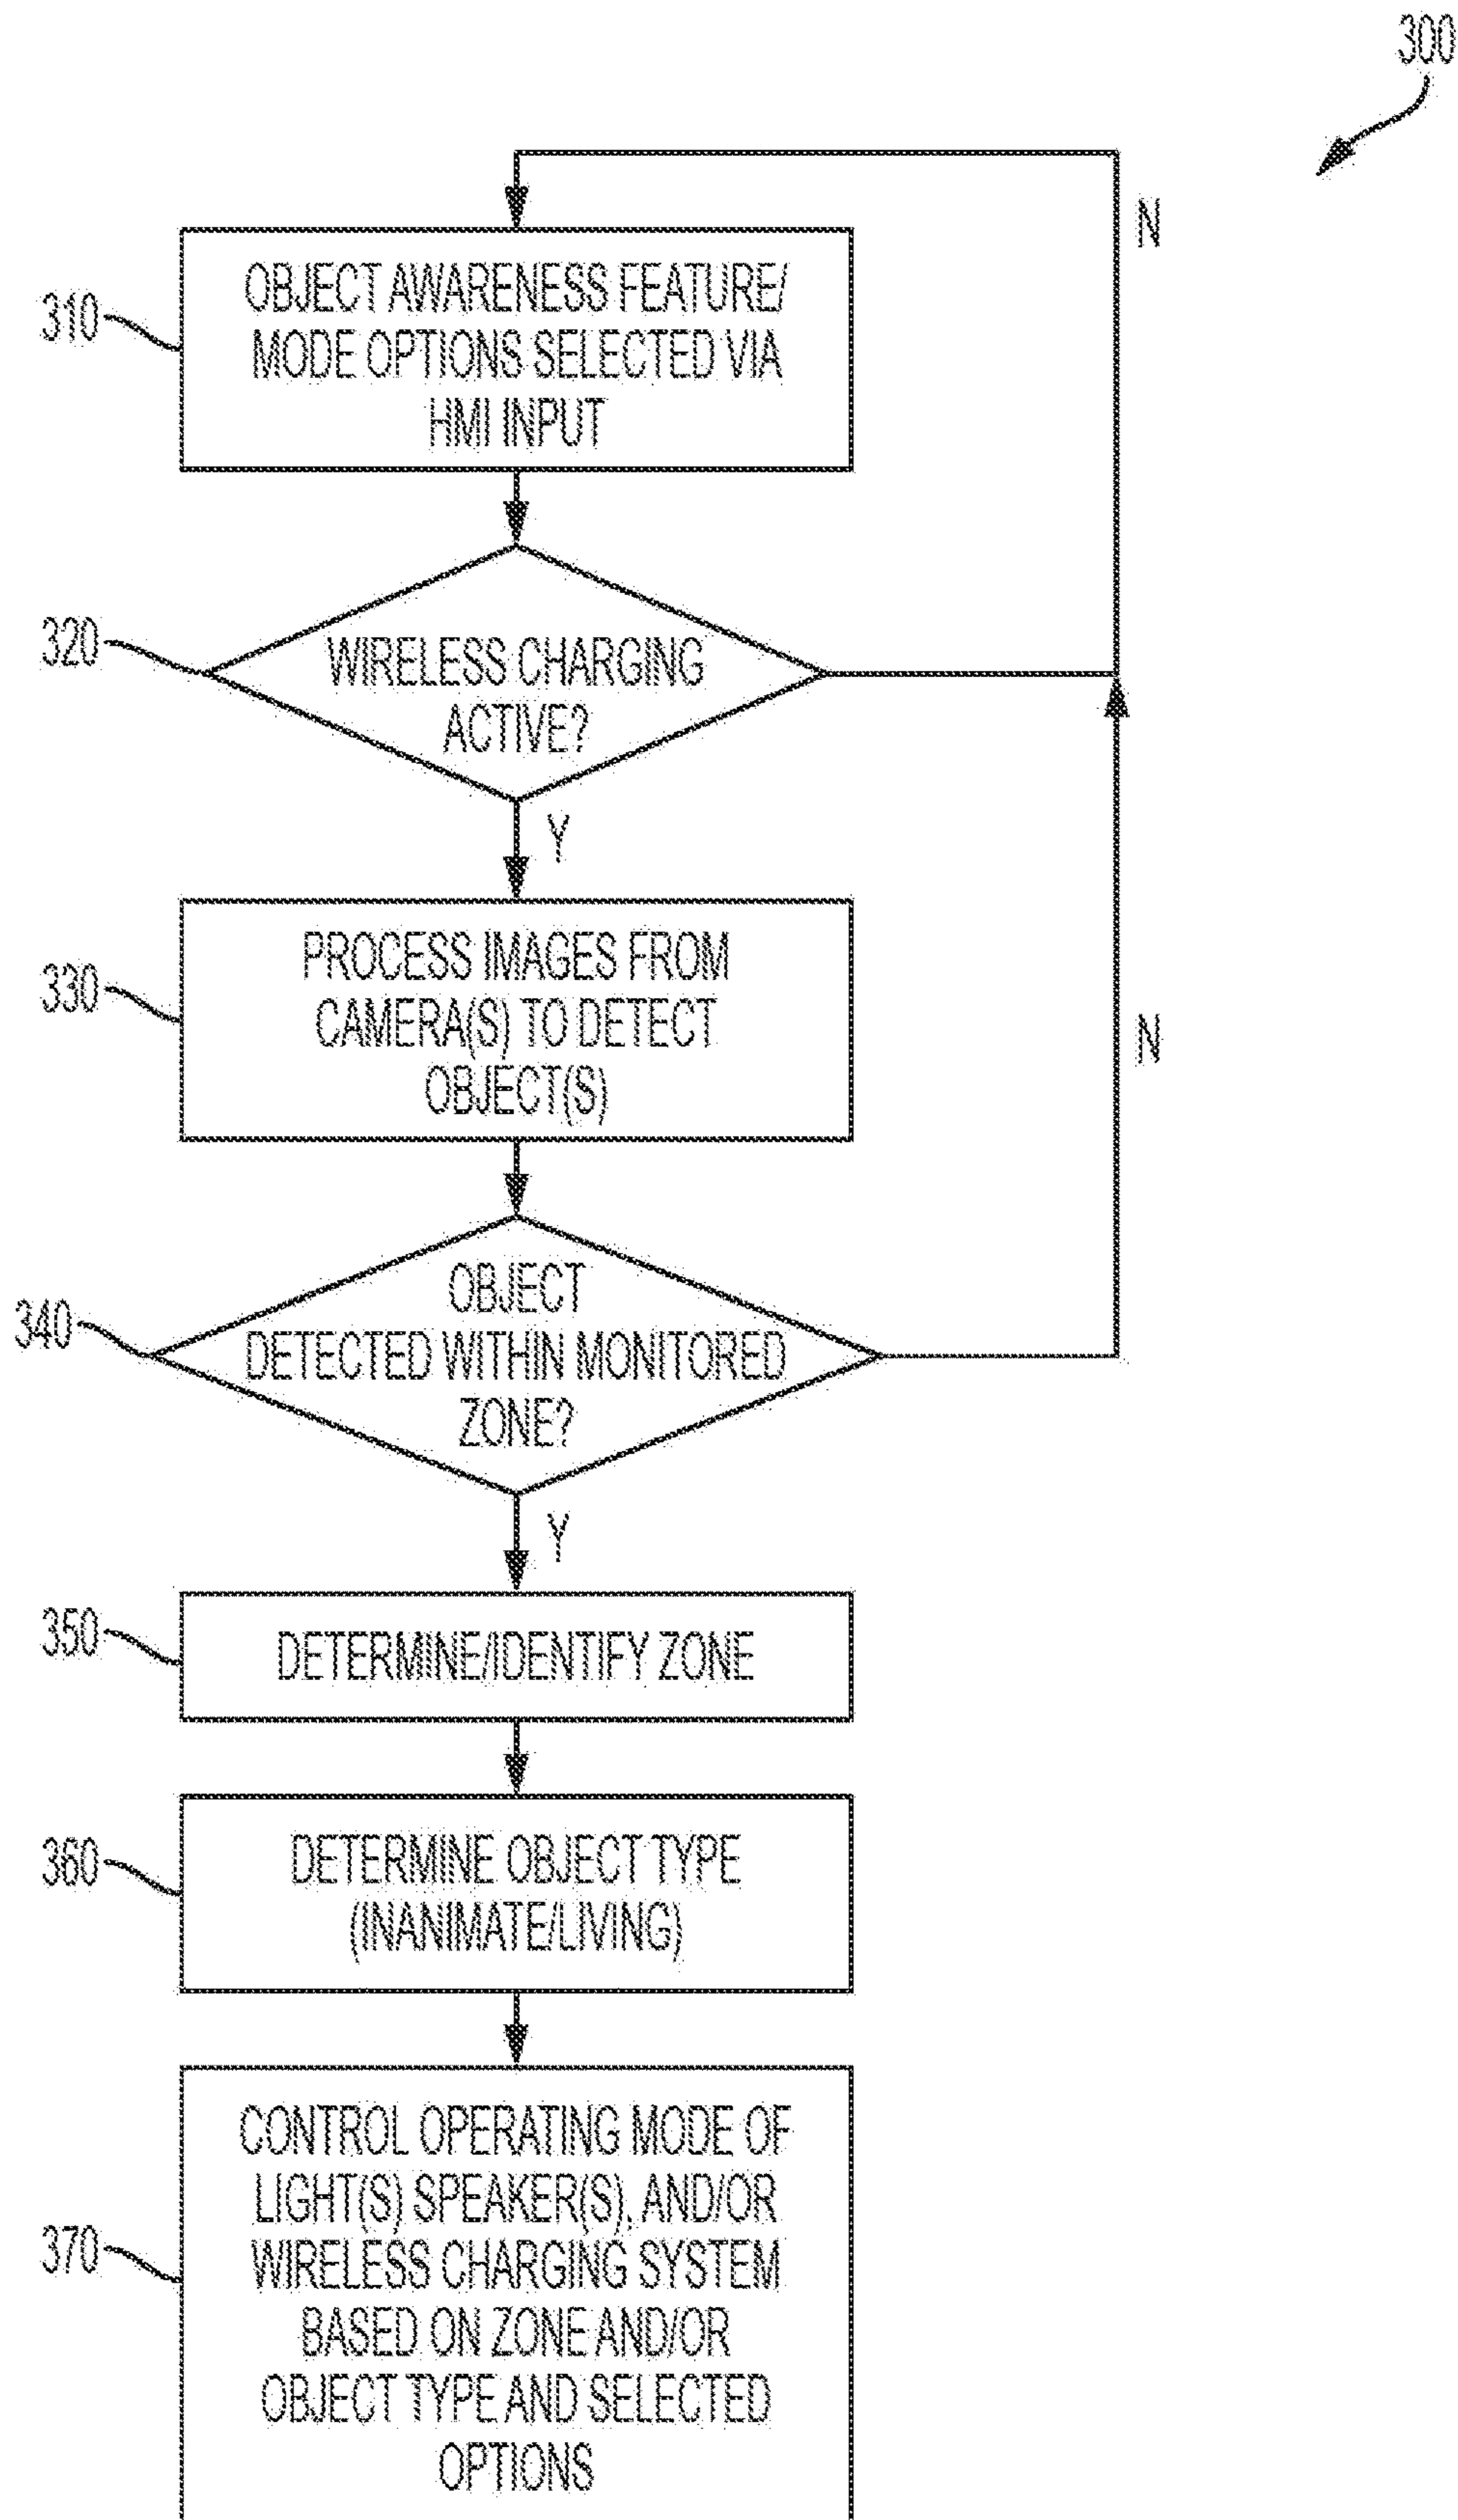 300
N
310
OBJECT AWARENESS FEATURE/
MODE OPTIONS SELECTED VIA
HMI INPUT
320
WIRELESS CHARGING
ACTIVE?
Y
330
PROCESS IMAGES FROM
CAMERA(S) TO DETECT
OBJECT(S)
N
340
OBJECT
DETECTED WITHIN MONITORED
ZONE?
Y
350
DETERMINE/IDENTIFY ZONE
360
DETERMINE OBJECT TYPE
(INANIMATE/LIVING)
370
CONTROL OPERATING MODE OF
LIGHT(S) SPEAKER(S), AND/OR
WIRELESS CHARGING SYSTEM
BASED ON ZONE AND/OR
OBJECT TYPE AND SELECTED
OPTIONS